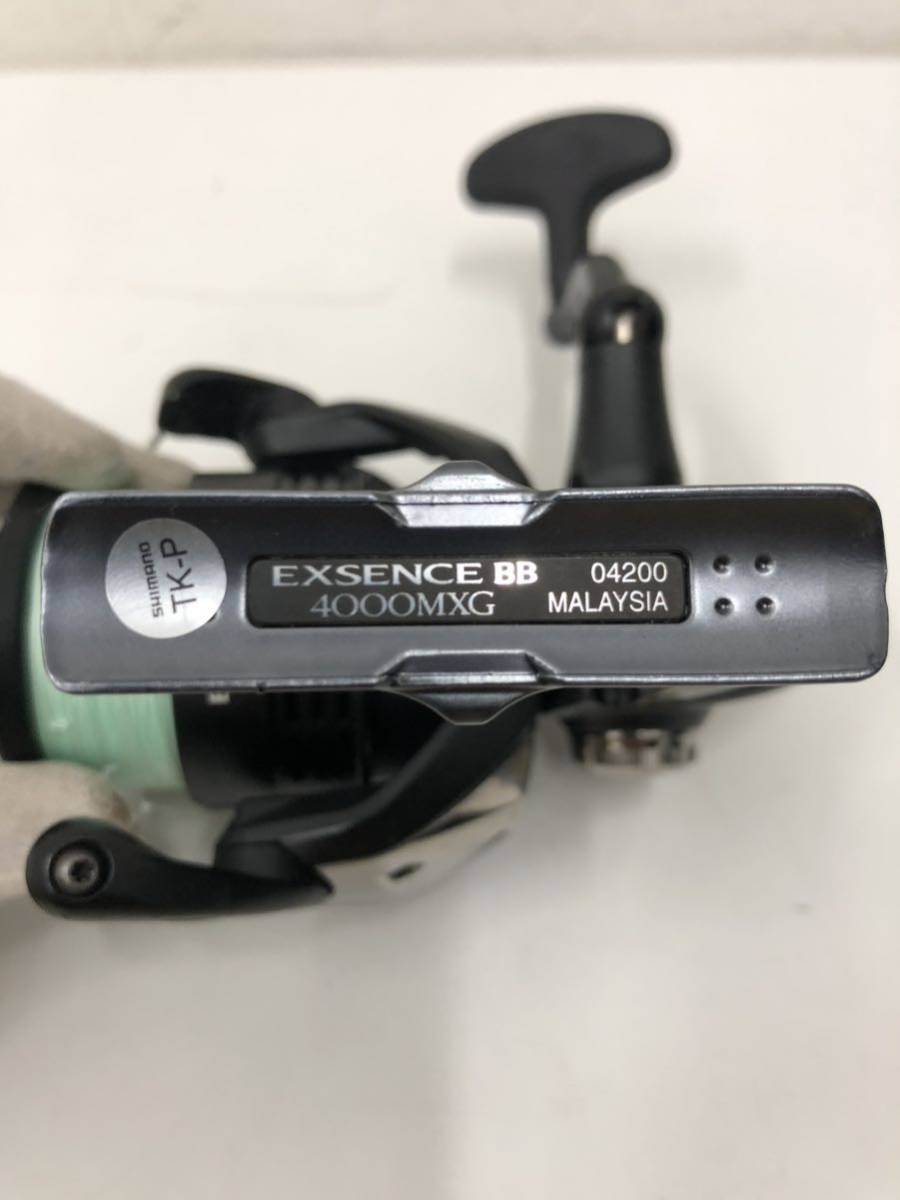 SHIMANO
TK-P
EXSENCE BB 04200
4000MXG MALAYSIA